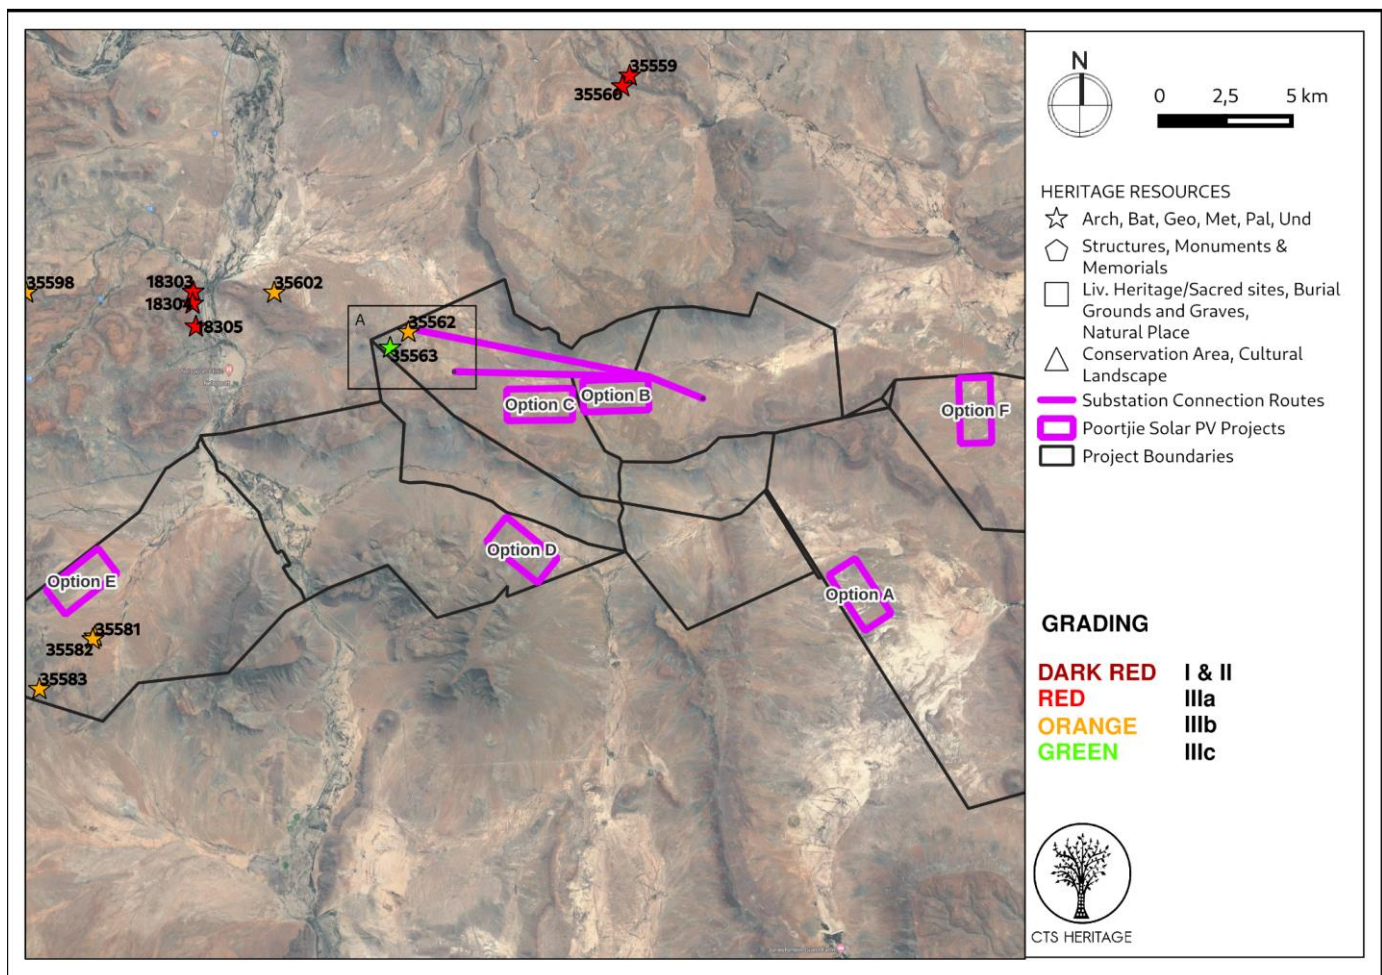 35559
35560
35598
18303
18304
18305
35602
A
35562
35563
Option C
Option B
Option F
Option D
Option E
Option A
35581
35582
35583
N
0 2,5 5 km
HERITAGE RESOURCES
Arch, Bat, Geo, Met, Pal, Und
Structures, Monuments &
Memorials
Liv. Heritage/Sacred sites, Burial
Grounds and Graves,
Natural Place
Conservation Area, Cultural
Landscape
Substation Connection Routes
Poortjie Solar PV Projects
Project Boundaries
GRADING
DARK RED I & II
RED IIIa
ORANGE IIIb
GREEN IIIc
CTS HERITAGE